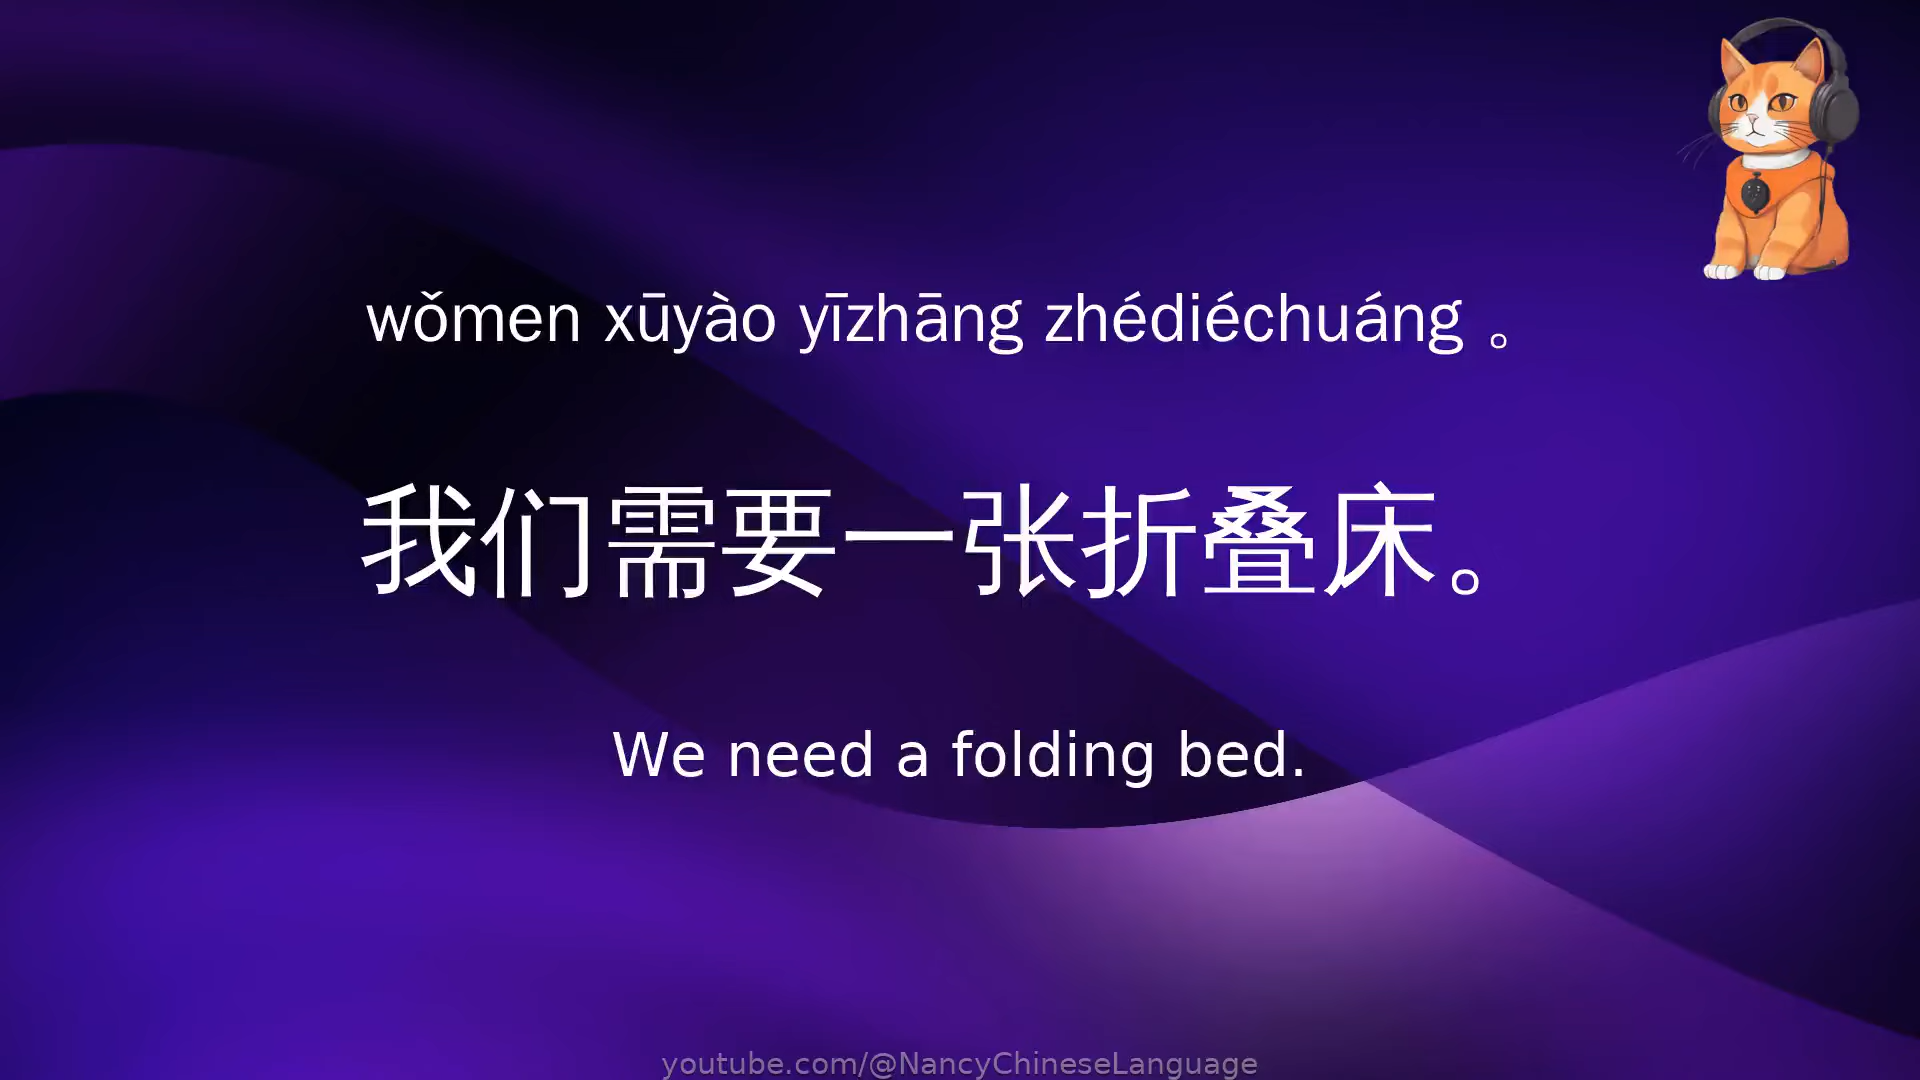 wǒmen xūyào yīzhāng zhédiéchuáng 。
我们需要一张折叠床。
We need a folding bed.
youtube.com/@NancyChineseLanguage